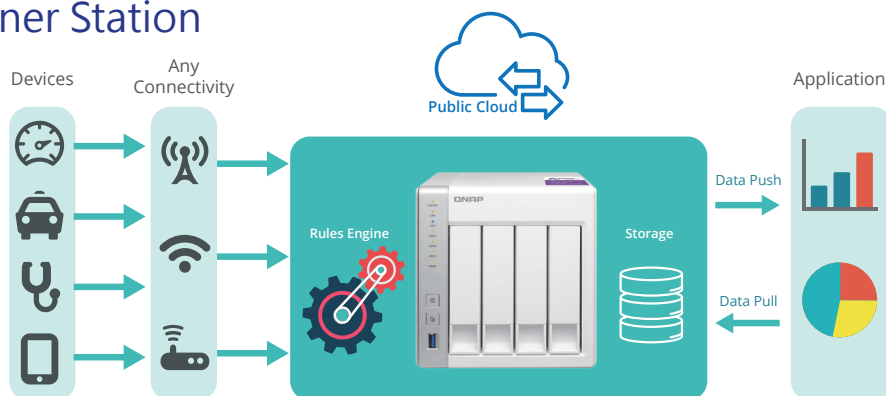 ner Station
Devices
Any
Connectivity
Public Cloud
Application
QNAP
Rules Engine
Storage
Data Push
Data Pull